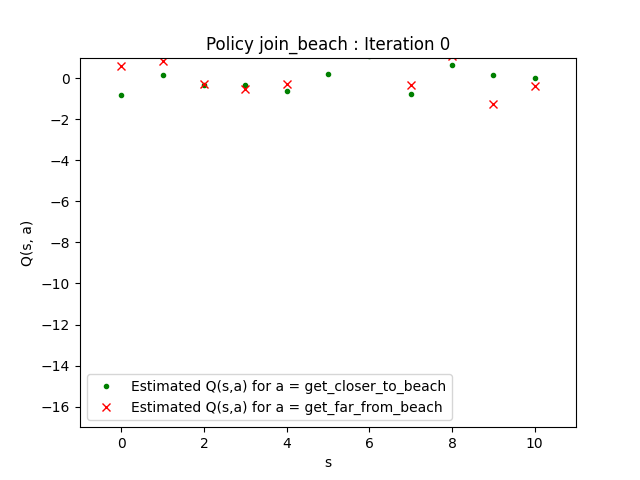 Policy join_beach : Iteration 0
0
−2
−4
−6
−8
−10
−12
−14
−16
Q(s, a)
Estimated Q(s,a) for a = get_closer_to_beach
Estimated Q(s,a) for a = get_far_from_beach
0 2 4 6 8 10
s